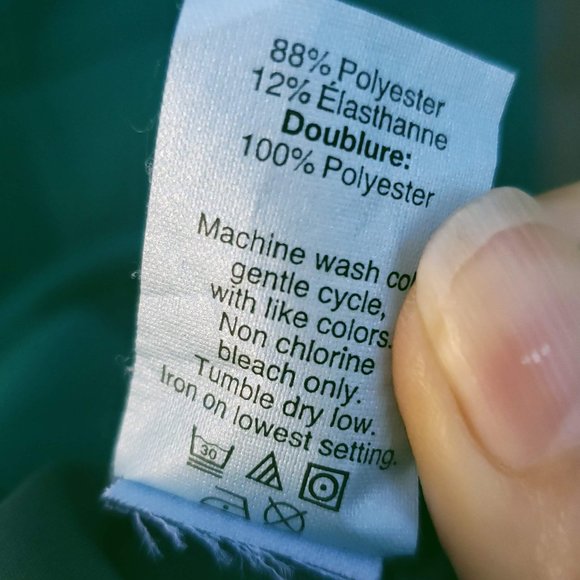 88% Polyester
12% Élasthanne
Doublure:
100% Polyester
Machine wash
gentle cycle,
with like colors.
Non chlorine
bleach only.
Tumble dry low.
Iron on lowest setting.
30